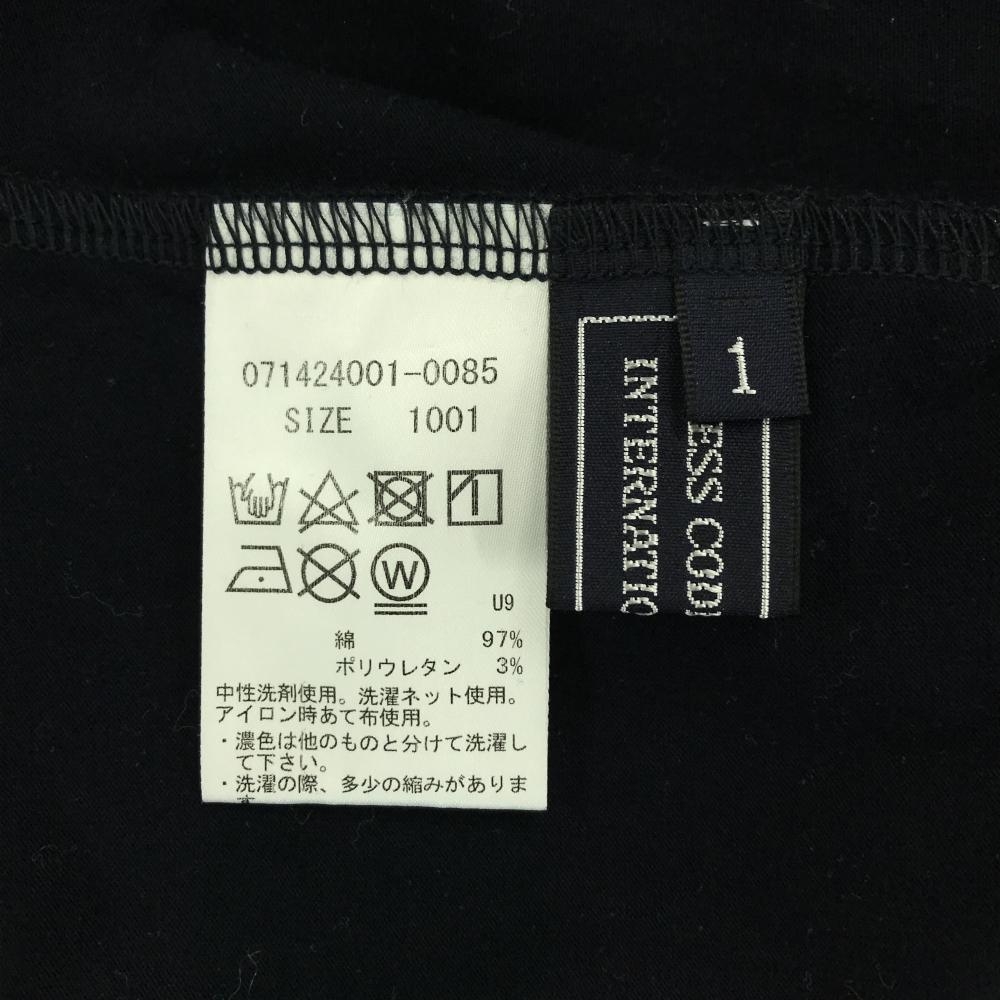 071424001-0085
SIZE 1001
W
U9
綿 97%
ポリウレタン 3%
中性洗剤使用。洗濯ネット使用。
アイロン時あて布使用。
・濃色は他のものと分けて洗濯し
て下さい。
・洗濯の際、多少の縮みがありま
1
ESS COD
INTERNATIO